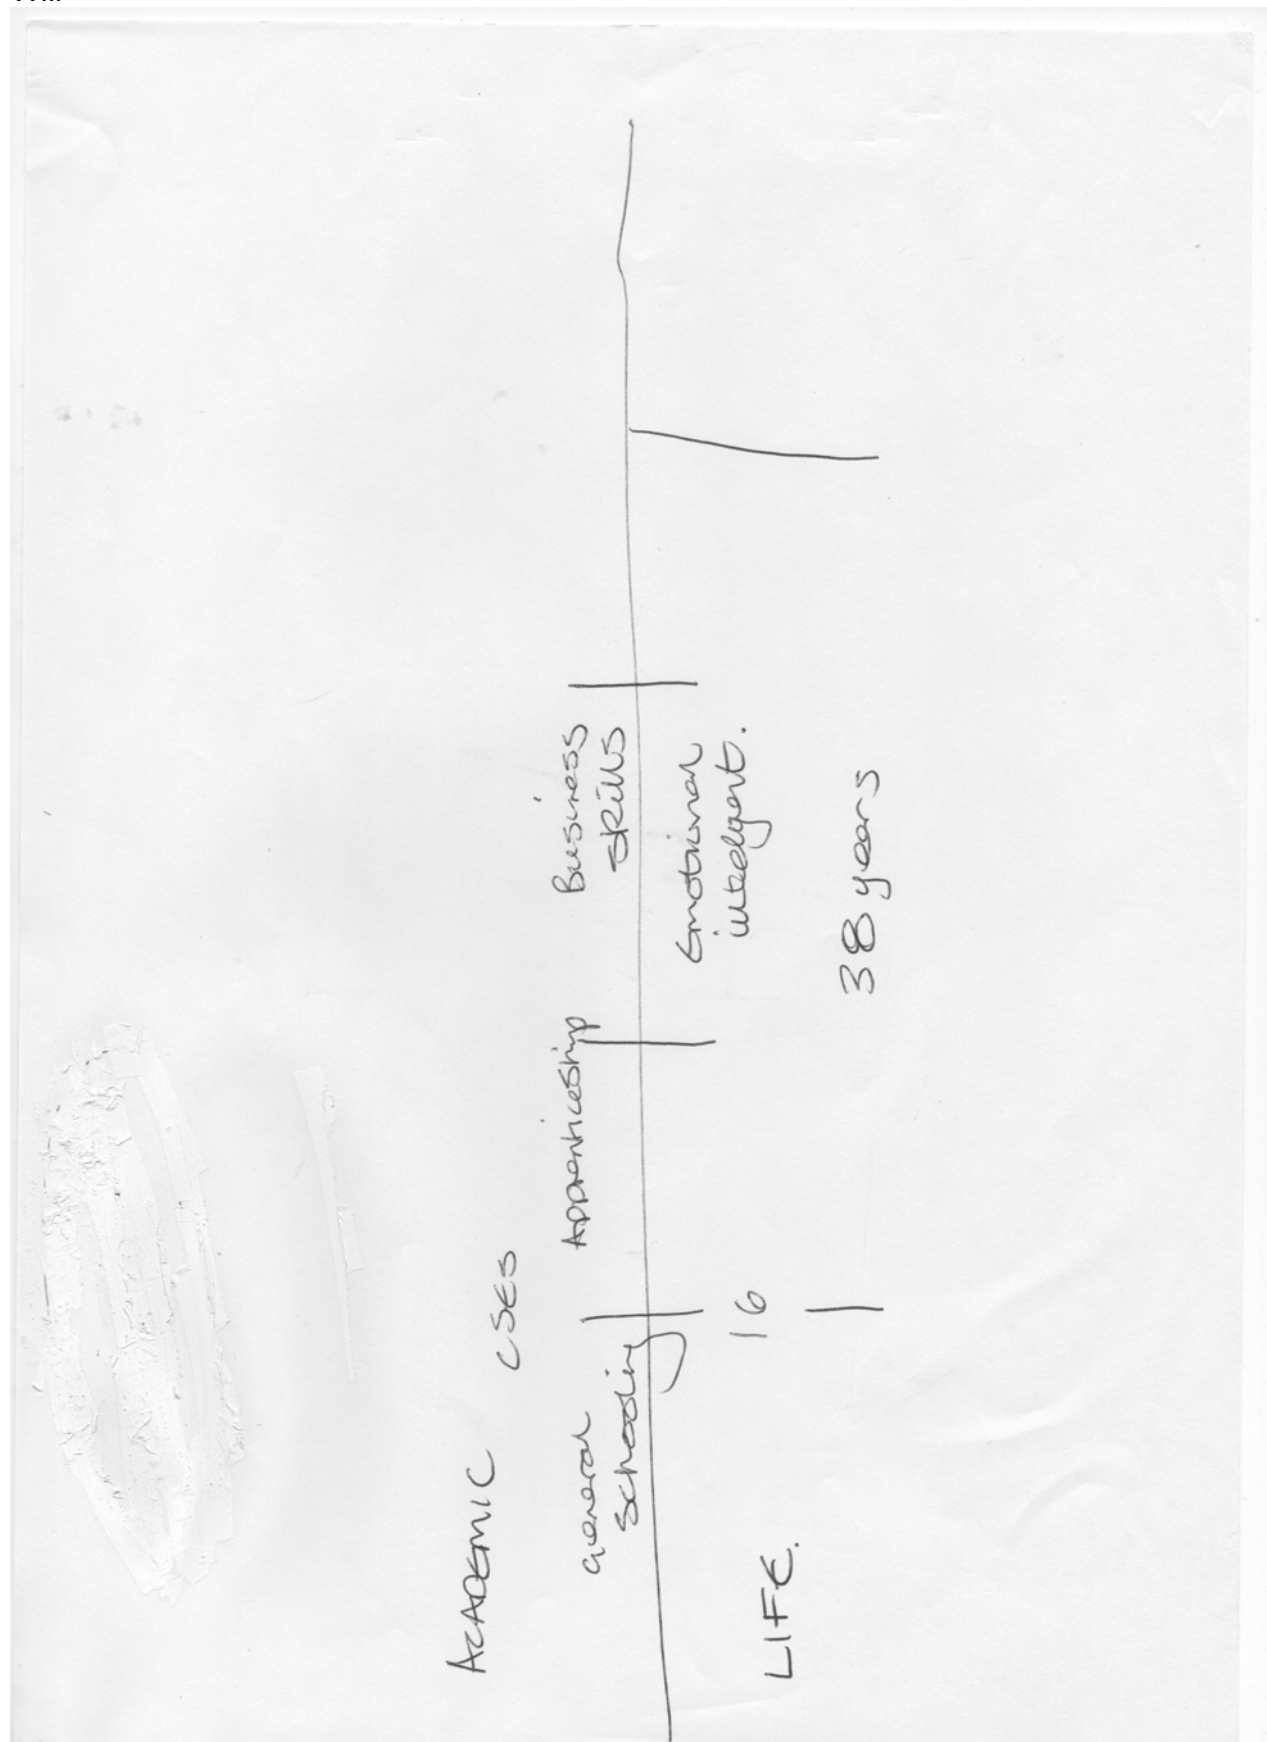 ACADEMIC
CSES
General
Schooling
Apprenticeship
Business
skills
LIFE.
16
Emotional
intelligent.
38 years